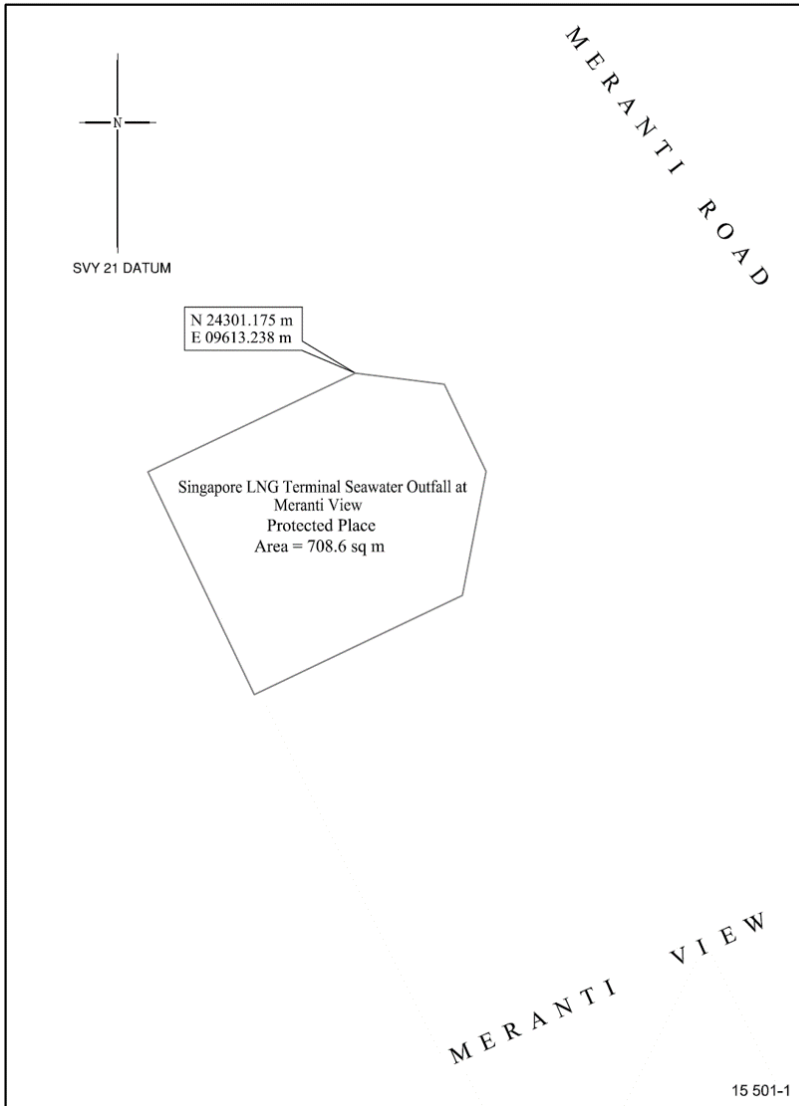 MERANTI ROAD
N
SVY 21 DATUM
N 24301.175 m
E 09613.238 m
Singapore LNG Terminal Seawater Outfall at
Meranti View
Protected Place
Area = 708.6 sq m
MERANTI VIEW
15 501-1